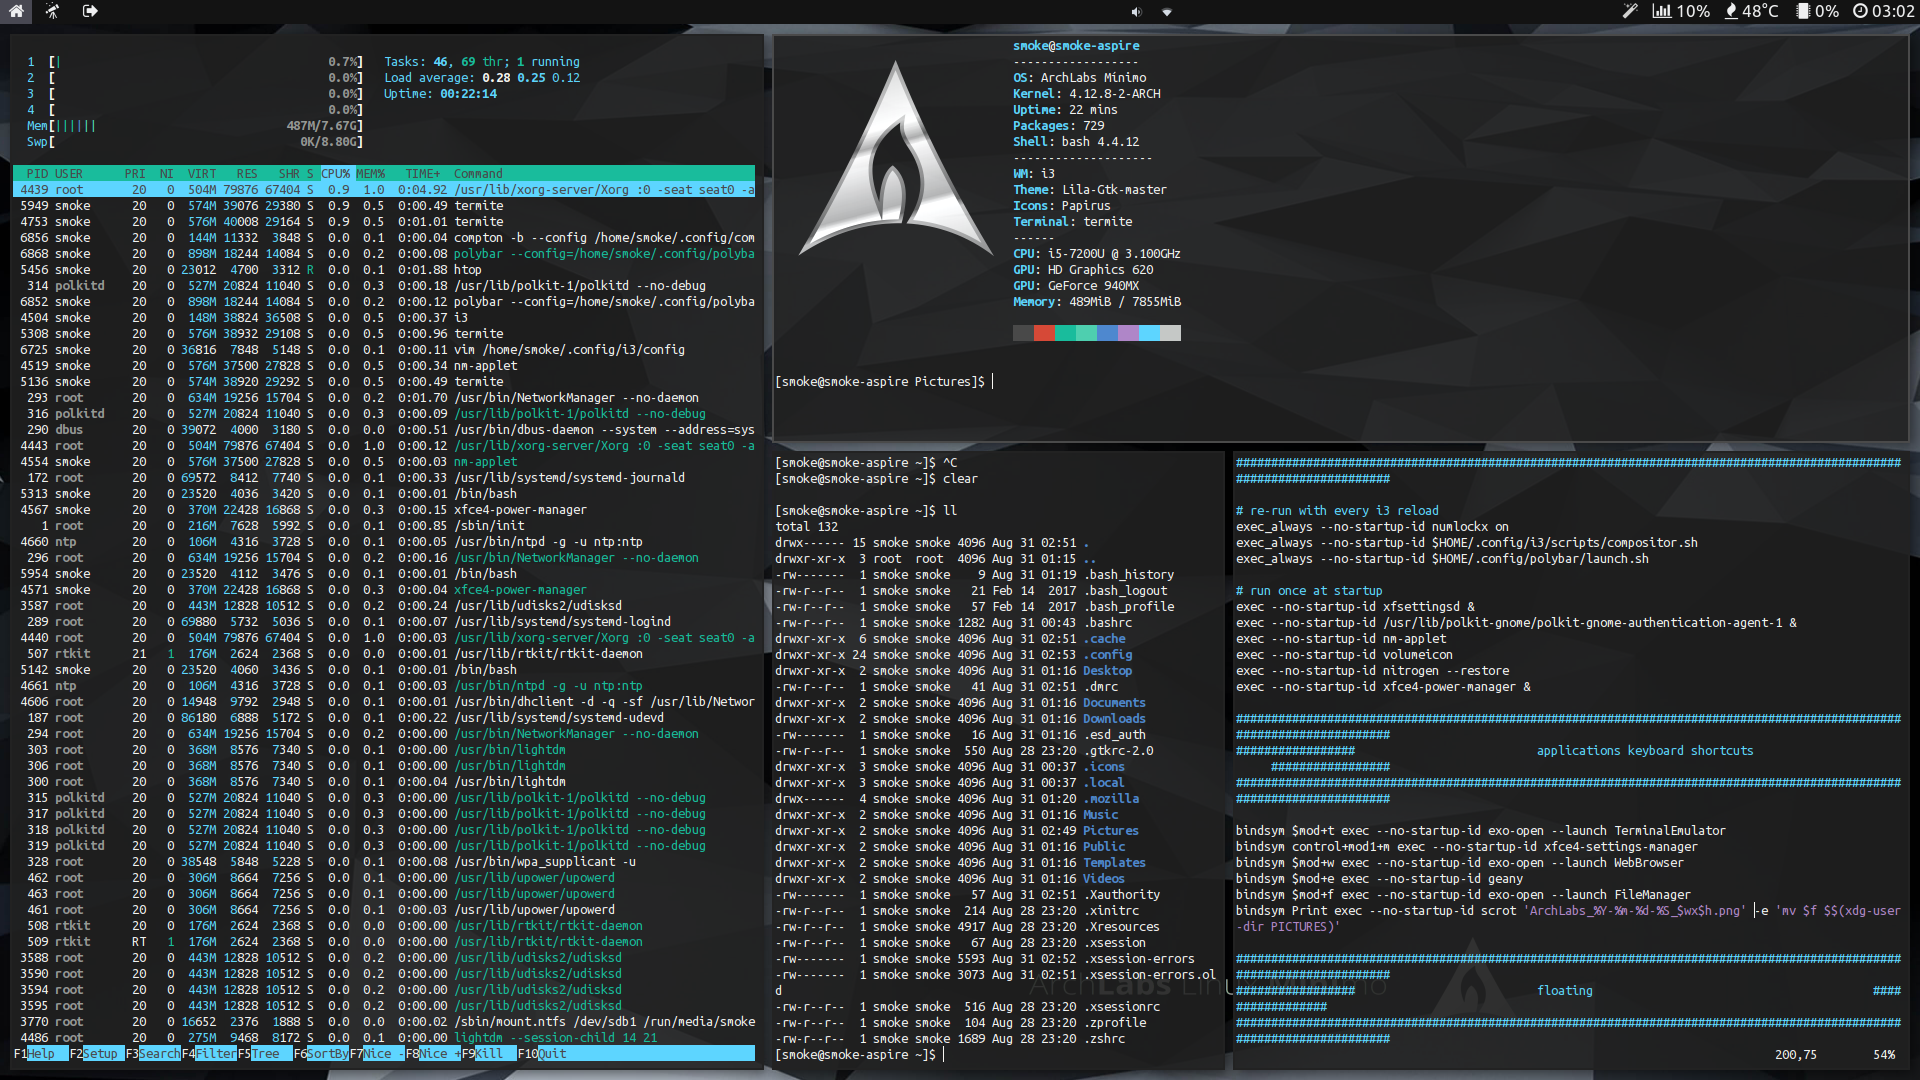 10% 48°C 0% 03:02
1 [| 0.7%] Tasks: 46, 69 thr; 1 running
2 [ 0.0%] Load average: 0.28 0.25 0.12
3 [ 0.0%] Uptime: 00:22:14
4 [ 0.0%]
Mem[|||||| 487M/7.67G]
Swp[ 0K/8.80G]
PID USER PRI NI VIRT RES SHR S CPU% MEM% TIME+ Command
4439 root 20 0 504M 79876 67404 S 0.9 1.0 0:04.92 /usr/lib/xorg-server/Xorg :0 -seat seat0 -a
5949 smoke 20 0 574M 39076 29380 S 0.9 0.5 0:00.49 termite
4753 smoke 20 0 576M 40008 29164 S 0.9 0.5 0:01.01 termite
6856 smoke 20 0 144M 11332 3848 S 0.0 0.1 0:00.04 compton -b --config /home/smoke/.config/com
6868 smoke 20 0 898M 18244 14084 S 0.0 0.2 0:00.08 polybar --config=/home/smoke/.config/polyba
5456 smoke 20 0 23012 4700 3312 R 0.0 0.1 0:01.88 htop
314 polkitd 20 0 527M 20824 11040 S 0.0 0.3 0:00.18 /usr/lib/polkit-1/polkitd --no-debug
6852 smoke 20 0 898M 18244 14084 S 0.0 0.2 0:00.12 polybar --config=/home/smoke/.config/polyba
4504 smoke 20 0 148M 38824 36508 S 0.0 0.5 0:00.37 i3
5308 smoke 20 0 576M 38932 29108 S 0.0 0.5 0:00.96 termite
6725 smoke 20 0 36816 7848 5148 S 0.0 0.1 0:00.11 vim /home/smoke/.config/i3/config
4519 smoke 20 0 576M 37500 27828 S 0.0 0.5 0:00.34 nm-applet
5136 smoke 20 0 574M 38920 29292 S 0.0 0.5 0:00.49 termite
293 root 20 0 634M 19256 15704 S 0.0 0.2 0:01.70 /usr/bin/NetworkManager --no-daemon
316 polkitd 20 0 527M 20824 11040 S 0.0 0.3 0:00.09 /usr/lib/polkit-1/polkitd --no-debug
290 dbus 20 0 39072 4000 3180 S 0.0 0.0 0:00.51 /usr/bin/dbus-daemon --system --address=sys
4443 root 20 0 504M 79876 67404 S 0.0 1.0 0:00.12 /usr/lib/xorg-server/Xorg :0 -seat seat0 -a
4554 smoke 20 0 576M 37500 27828 S 0.0 0.5 0:00.03 nm-applet
172 root 20 0 69572 8412 7740 S 0.0 0.1 0:00.33 /usr/lib/systemd/systemd-journald
5313 smoke 20 0 23520 4036 3420 S 0.0 0.1 0:00.01 /bin/bash
4567 smoke 20 0 370M 22428 16868 S 0.0 0.3 0:00.15 xfce4-power-manager
1 root 20 0 216M 7628 5992 S 0.0 0.1 0:00.85 /sbin/init
4660 ntp 20 0 106M 4316 3728 S 0.0 0.1 0:00.05 /usr/bin/ntpd -g -u ntp:ntp
296 root 20 0 634M 19256 15704 S 0.0 0.2 0:00.16 /usr/bin/NetworkManager --no-daemon
5954 smoke 20 0 23520 4112 3476 S 0.0 0.1 0:00.01 /bin/bash
4571 smoke 20 0 370M 22428 16868 S 0.0 0.3 0:00.04 xfce4-power-manager
3587 root 20 0 443M 12828 10512 S 0.0 0.2 0:00.24 /usr/lib/udisks2/udisksd
289 root 20 0 69880 5732 5036 S 0.0 0.1 0:00.07 /usr/lib/systemd/systemd-logind
4440 root 20 0 504M 79876 67404 S 0.0 1.0 0:00.03 /usr/lib/xorg-server/Xorg :0 -seat seat0 -a
507 rtkit 21 1 176M 2624 2368 S 0.0 0.0 0:00.01 /usr/lib/rtkit/rtkit-daemon
5142 smoke 20 0 23520 4060 3436 S 0.0 0.1 0:00.01 /bin/bash
4661 ntp 20 0 106M 4316 3728 S 0.0 0.1 0:00.03 /usr/bin/ntpd -g -u ntp:ntp
4606 root 20 0 14948 9792 2948 S 0.0 0.1 0:00.01 /usr/bin/dhclient -d -q -sf /usr/lib/Networ
187 root 20 0 86180 6888 5172 S 0.0 0.1 0:00.22 /usr/lib/systemd/systemd-udevd
294 root 20 0 634M 19256 15704 S 0.0 0.2 0:00.00 /usr/bin/NetworkManager --no-daemon
303 root 20 0 368M 8576 7340 S 0.0 0.1 0:00.00 /usr/bin/lightdm
306 root 20 0 368M 8576 7340 S 0.0 0.1 0:00.00 /usr/bin/lightdm
300 root 20 0 368M 8576 7340 S 0.0 0.1 0:00.04 /usr/bin/lightdm
315 polkitd 20 0 527M 20824 11040 S 0.0 0.3 0:00.00 /usr/lib/polkit-1/polkitd --no-debug
317 polkitd 20 0 527M 20824 11040 S 0.0 0.3 0:00.00 /usr/lib/polkit-1/polkitd --no-debug
318 polkitd 20 0 527M 20824 11040 S 0.0 0.3 0:00.00 /usr/lib/polkit-1/polkitd --no-debug
319 polkitd 20 0 527M 20824 11040 S 0.0 0.3 0:00.00 /usr/lib/polkit-1/polkitd --no-debug
328 root 20 0 38548 5848 5228 S 0.0 0.1 0:00.08 /usr/bin/wpa_supplicant -u
462 root 20 0 306M 8664 7256 S 0.0 0.1 0:00.00 /usr/lib/upower/upowerd
463 root 20 0 306M 8664 7256 S 0.0 0.1 0:00.00 /usr/lib/upower/upowerd
461 root 20 0 306M 8664 7256 S 0.0 0.1 0:00.03 /usr/lib/upower/upowerd
508 rtkit 20 0 176M 2624 2368 S 0.0 0.0 0:00.00 /usr/lib/rtkit/rtkit-daemon
509 rtkit RT 1 176M 2624 2368 S 0.0 0.0 0:00.00 /usr/lib/rtkit/rtkit-daemon
3588 root 20 0 443M 12828 10512 S 0.0 0.2 0:00.00 /usr/lib/udisks2/udisksd
3590 root 20 0 443M 12828 10512 S 0.0 0.2 0:00.00 /usr/lib/udisks2/udisksd
3594 root 20 0 443M 12828 10512 S 0.0 0.2 0:00.00 /usr/lib/udisks2/udisksd
3595 root 20 0 443M 12828 10512 S 0.0 0.2 0:00.00 /usr/lib/udisks2/udisksd
3770 root 20 0 16652 2376 1888 S 0.0 0.0 0:00.02 /sbin/mount.ntfs /dev/sdb1 /run/media/smoke
4486 root 20 0 275M 9468 8172 S 0.0 0.1 0:00.00 lightdm --session-child 14 21
F1Help F2Setup F3SearchF4FilterF5Tree F6SortByF7Nice -F8Nice +F9Kill F10Quit
smoke@smoke-aspire
------------------
OS: ArchLabs Minimo
Kernel: 4.12.8-2-ARCH
Uptime: 22 mins
Packages: 729
Shell: bash 4.4.12
--------------------
WM: i3
Theme: Lila-Gtk-master
Icons: Papirus
Terminal: termite
------
CPU: i5-7200U @ 3.100GHz
GPU: HD Graphics 620
GPU: GeForce 940MX
Memory: 489MiB / 7855MiB
[smoke@smoke-aspire Pictures]$
[smoke@smoke-aspire ~]$ ^C
[smoke@smoke-aspire ~]$ clear
[smoke@smoke-aspire ~]$ ll
total 132
drwx------ 15 smoke smoke 4096 Aug 31 02:51 .
drwxr-xr-x 3 root root 4096 Aug 31 01:15 ..
-rw------- 1 smoke smoke 9 Aug 31 01:19 .bash_history
-rw-r--r-- 1 smoke smoke 21 Feb 14 2017 .bash_logout
-rw-r--r-- 1 smoke smoke 57 Feb 14 2017 .bash_profile
-rw-r--r-- 1 smoke smoke 1282 Aug 31 00:43 .bashrc
drwxr-xr-x 6 smoke smoke 4096 Aug 31 02:51 .cache
drwxr-xr-x 24 smoke smoke 4096 Aug 31 02:53 .config
drwxr-xr-x 2 smoke smoke 4096 Aug 31 01:16 Desktop
-rw-r--r-- 1 smoke smoke 41 Aug 31 02:51 .dmrc
drwxr-xr-x 2 smoke smoke 4096 Aug 31 01:16 Documents
drwxr-xr-x 2 smoke smoke 4096 Aug 31 01:16 Downloads
-rw------- 1 smoke smoke 16 Aug 31 01:16 .esd_auth
-rw-r--r-- 1 smoke smoke 550 Aug 28 23:20 .gtkrc-2.0
drwxr-xr-x 3 smoke smoke 4096 Aug 31 00:37 .icons
drwxr-xr-x 3 smoke smoke 4096 Aug 31 00:37 .local
drwx------ 4 smoke smoke 4096 Aug 31 01:20 .mozilla
drwxr-xr-x 2 smoke smoke 4096 Aug 31 01:16 Music
drwxr-xr-x 2 smoke smoke 4096 Aug 31 02:49 Pictures
drwxr-xr-x 2 smoke smoke 4096 Aug 31 01:16 Public
drwxr-xr-x 2 smoke smoke 4096 Aug 31 01:16 Templates
drwxr-xr-x 2 smoke smoke 4096 Aug 31 01:16 Videos
-rw------- 1 smoke smoke 57 Aug 31 02:51 .Xauthority
-rw-r--r-- 1 smoke smoke 214 Aug 28 23:20 .xinitrc
-rw-r--r-- 1 smoke smoke 4917 Aug 28 23:20 .Xresources
-rw-r--r-- 1 smoke smoke 67 Aug 28 23:20 .xsession
-rw------- 1 smoke smoke 5593 Aug 31 02:52 .xsession-errors
-rw------- 1 smoke smoke 3073 Aug 31 02:51 .xsession-errors.ol
d
-rw-r--r-- 1 smoke smoke 516 Aug 28 23:20 .xsessionrc
-rw-r--r-- 1 smoke smoke 104 Aug 28 23:20 .zprofile
-rw-r--r-- 1 smoke smoke 1689 Aug 28 23:20 .zshrc
[smoke@smoke-aspire ~]$
###############################################################################################
######################
# re-run with every i3 reload
exec_always --no-startup-id numlockx on
exec_always --no-startup-id $HOME/.config/i3/scripts/compositor.sh
exec_always --no-startup-id $HOME/.config/polybar/launch.sh
# run once at startup
exec --no-startup-id xfsettingsd &
exec --no-startup-id /usr/lib/polkit-gnome/polkit-gnome-authentication-agent-1 &
exec --no-startup-id nm-applet
exec --no-startup-id volumeicon
exec --no-startup-id nitrogen --restore
exec --no-startup-id xfce4-power-manager &
###############################################################################################
######################
################# applications keyboard shortcuts
#################
###############################################################################################
######################
bindsym $mod+t exec --no-startup-id exo-open --launch TerminalEmulator
bindsym control+mod1+m exec --no-startup-id xfce4-settings-manager
bindsym $mod+w exec --no-startup-id exo-open --launch WebBrowser
bindsym $mod+e exec --no-startup-id geany
bindsym $mod+f exec --no-startup-id exo-open --launch FileManager
bindsym Print exec --no-startup-id scrot 'ArchLabs_%Y-%m-%d-%S_$wx$h.png' -e 'mv $f $$(xdg-user
-dir PICTURES)'
###############################################################################################
######################
################# floating ####
#############
###############################################################################################
######################
200,75 54%
ArchLabs Linux Minimo